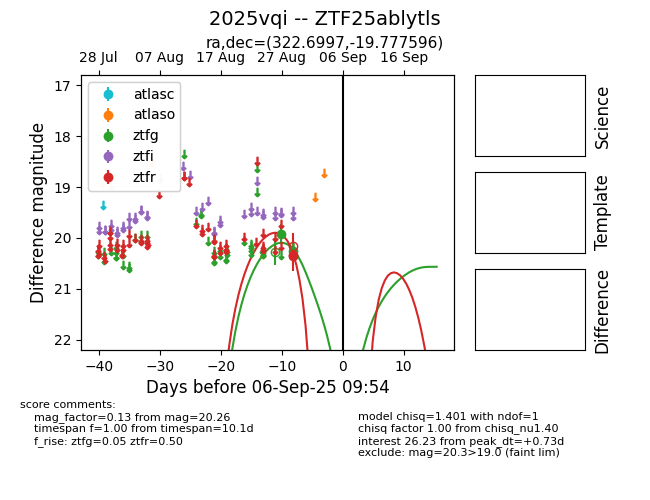 2025vqi -- ZTF25ablytls
ra,dec=(322.6997,-19.777596)
28 Jul 07 Aug 17 Aug 27 Aug 06 Sep 16 Sep
17
18
19
20
21
22
Difference magnitude
atlasc
atlaso
ztfg
ztfi
ztfr
−40 −30 −20 −10 0 10
Days before 06-Sep-25 09:54
Science
Template
Difference
score comments:
mag_factor=0.13 from mag=20.26
timespan f=1.00 from timespan=10.1d
f_rise: ztfg=0.05 ztfr=0.50
model chisq=1.401 with ndof=1
chisq factor 1.00 from chisq_nu1.40
interest 26.23 from peak_dt=+0.73d
exclude: mag=20.3>19.0 (faint lim)